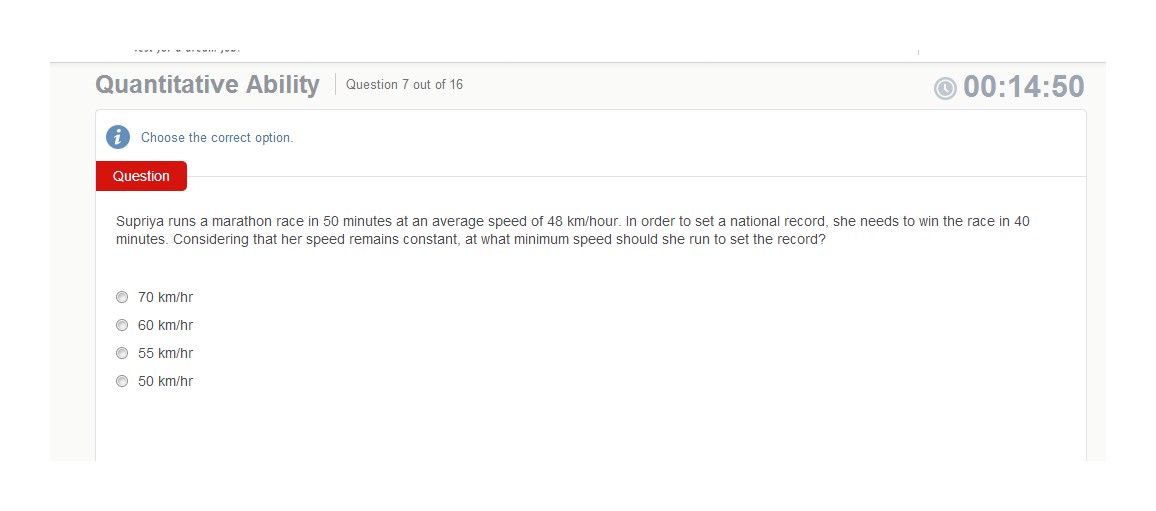 Quantitative Ability
Question 7 out of 16
00:14:50
Choose the correct option.
Question
Supriya runs a marathon race in 50 minutes at an average speed of 48 km/hour. In order to set a national record, she needs to win the race in 40
minutes. Considering that her speed remains constant, at what minimum speed should she run to set the record?
70 km/hr
60 km/hr
55 km/hr
50 km/hr